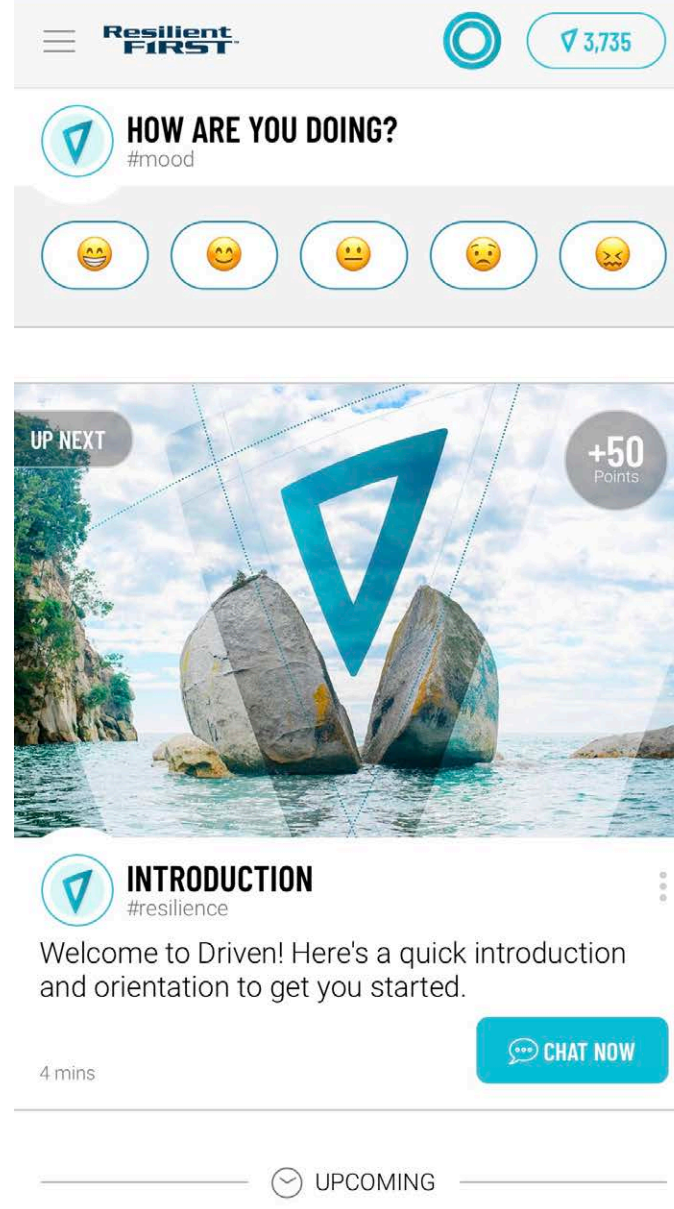 Resilient
FIRST™
3,735
HOW ARE YOU DOING?
#mood
UP NEXT
+50
Points
INTRODUCTION
#resilience
Welcome to Driven! Here's a quick introduction
and orientation to get you started.
CHAT NOW
4 mins
UPCOMING